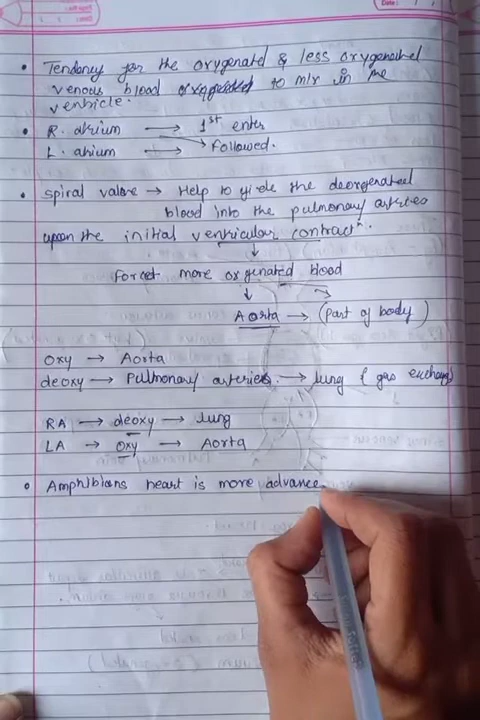 Date:
• Tendency for the oxygenated & less oxygenated
venous blood to mix in the
ventricle.
• R. atrium → 1st enter
L. atrium → → followed.
• Spiral valve → Help to the deoxygenated
blood into the pulmonary arteries
upon the initial ventricular contractn.
↓
forced more oxygenated blood
↓
Aorta → (Part of body)
Oxy → Aorta
deoxy → Pulmonary arteries. → lung (gas exchang)
RA → deoxy → lung
LA → Oxy → Aorta
• Amphibians heart is more advance.